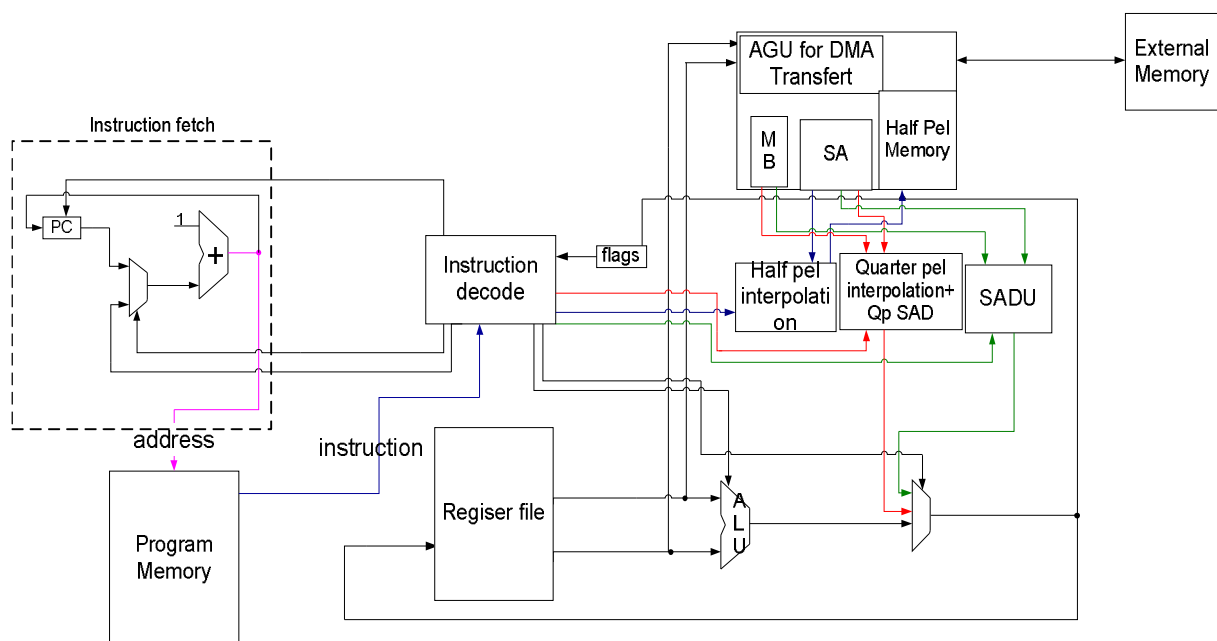 AGU for DMA
Transfert
External
Memory
M
B
SA
Half Pel
Memory
Instruction fetch
PC
1
+
Instruction
decode
flags
Half pel
interpolati
on
Quarter pel
interpolation+
Qp SAD
SADU
address
instruction
Program
Memory
Regiser file
A
L
U